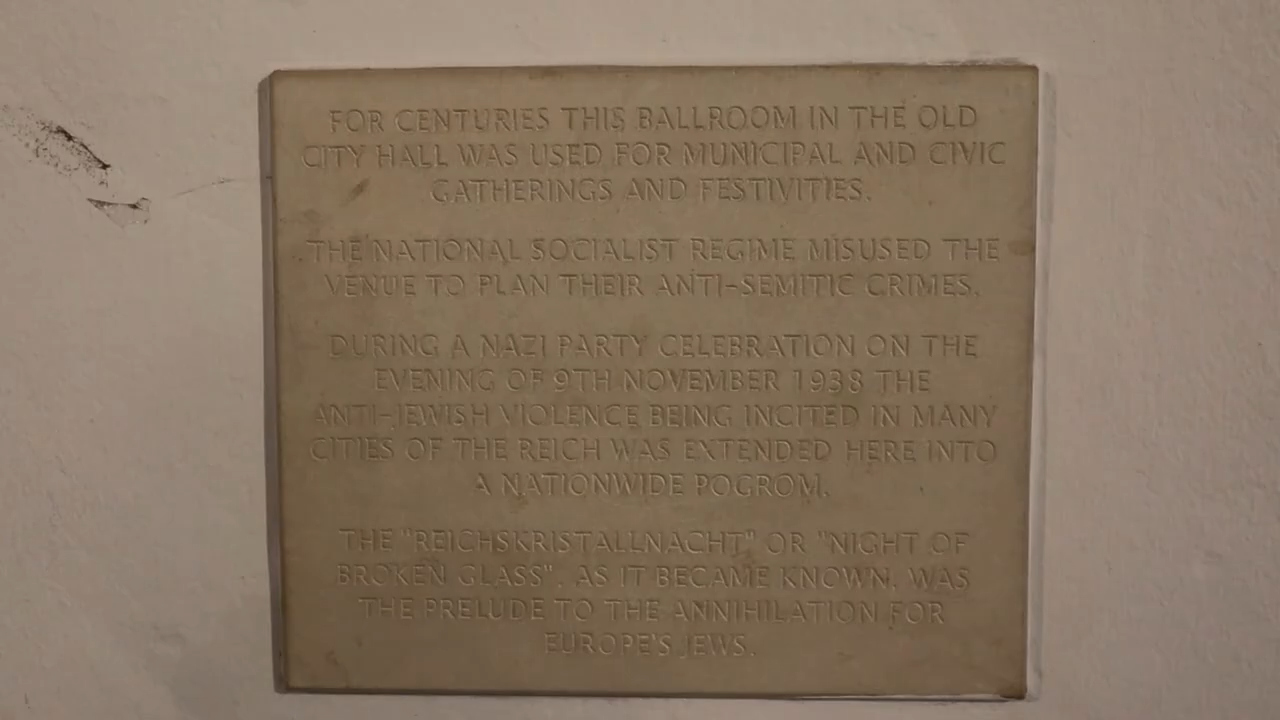 FOR CENTURIES THIS BALLROOM IN THE OLD
CITY HALL WAS USED FOR MUNICIPAL AND CIVIC
GATHERINGS AND FESTIVITIES.
THE NATIONAL SOCIALIST REGIME MISUSED THE
VENUE TO PLAN THEIR ANTI-SEMITIC CRIMES.
DURING A NAZI PARTY CELEBRATION ON THE
EVENING OF 9TH NOVEMBER 1938 THE
ANTI-JEWISH VIOLENCE BEING INCITED IN MANY
CITIES OF THE REICH WAS EXTENDED HERE INTO
A NATIONWIDE POGROM.
THE "REICHSKRISTALLNACHT" OR "NIGHT OF
BROKEN GLASS", AS IT BECAME KNOWN, WAS
THE PRELUDE TO THE ANNIHILATION FOR
EUROPE'S JEWS.